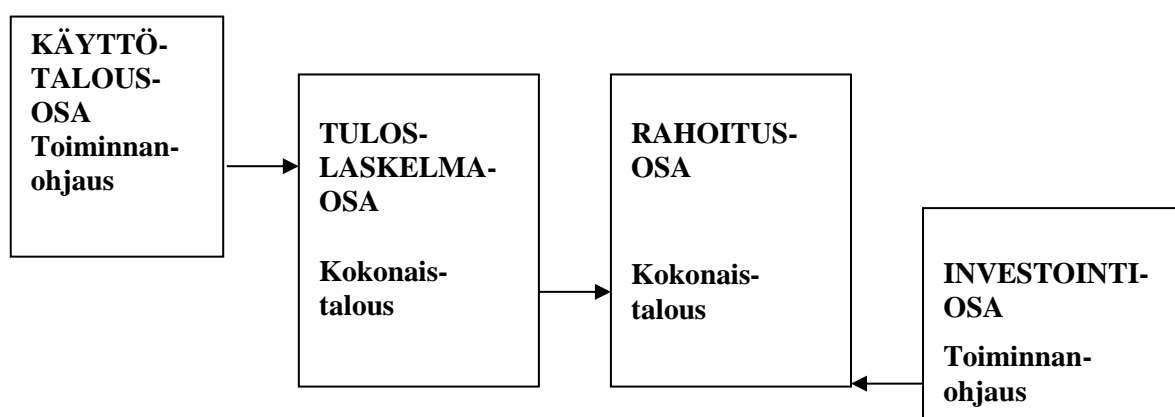 KÄYTTÖ-
TALOUS-
OSA
Toiminnan-
ohjaus
TULOS-
LASKELMA-
OSA
Kokonais-
talous
RAHOITUS-
OSA
Kokonais-
talous
INVESTOINTI-
OSA
Toiminnan-
ohjaus